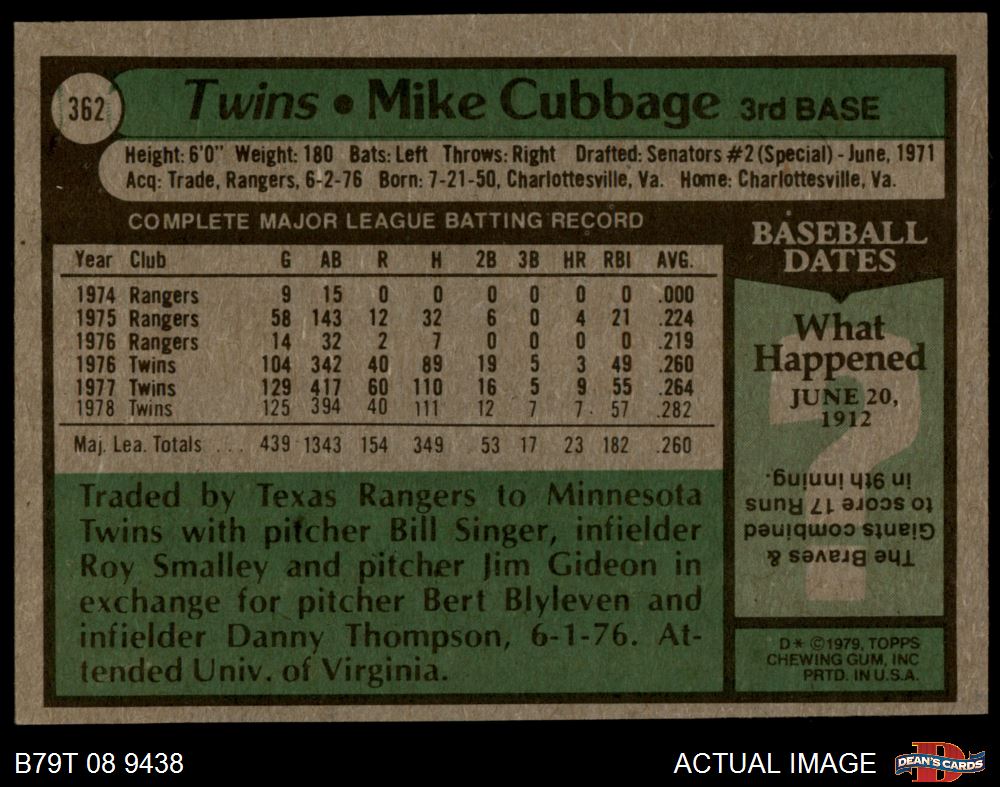 362
Twins • Mike Cubbage 3rd BASE
Height: 6'0" Weight: 180 Bats: Left Throws: Right Drafted: Senators #2 (Special) - June, 1971
Acq: Trade, Rangers, 6-2-76 Born: 7-21-50, Charlottesville, Va. Home: Charlottesville, Va.
COMPLETE MAJOR LEAGUE BATTING RECORD
Year Club G AB R H 2B 3B HR RBI AVG.
1974 Rangers 9 15 0 0 0 0 0 0 .000
1975 Rangers 58 143 12 32 6 0 4 21 .224
1976 Rangers 14 32 2 7 0 0 0 0 .219
1976 Twins 104 342 40 89 19 5 3 49 .260
1977 Twins 129 417 60 110 16 5 9 55 .264
1978 Twins 125 394 40 111 12 7 7 57 .282
Maj. Lea. Totals ... 439 1343 154 349 53 17 23 182 .260
Traded by Texas Rangers to Minnesota
Twins with pitcher Bill Singer, infielder
Roy Smalley and pitcher Jim Gideon in
exchange for pitcher Bert Blyleven and
infielder Danny Thompson, 6-1-76. At-
tended Univ. of Virginia.
BASEBALL
DATES
What
Happened
JUNE 20,
1912
The Braves &
Giants combined
to score 17 Runs
in 9th inning.
D* ©1979, TOPPS
CHEWING GUM, INC
PRTD. IN U.S.A.
B79T 08 9438
ACTUAL IMAGE
DEAN'S CARDS